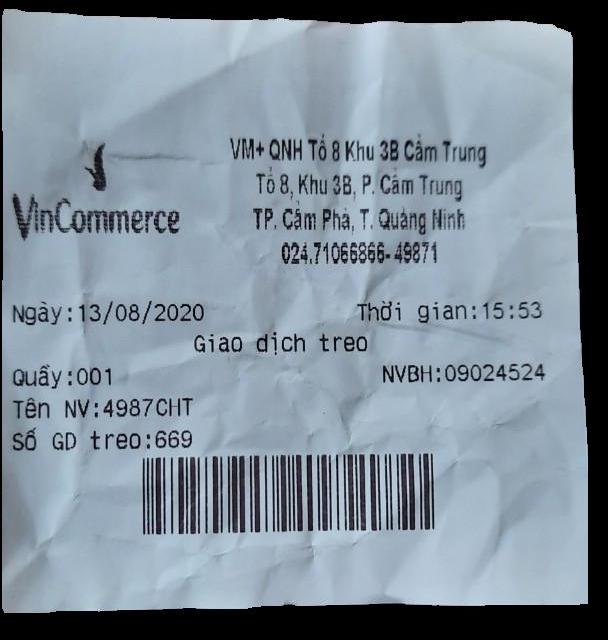 VinCommerce
VM+ QNH Tổ 8 Khu 3B Cẩm Trung
Tổ 8, Khu 3B, P. Cẩm Trung
TP. Cẩm Phả, T. Quảng Ninh
024.71066866-49871
Ngày:13/08/2020 Thời gian:15:53
Giao dịch treo
Quầy:001 NVBH:09024524
Tên NV:4987CHT
Số GD treo:669